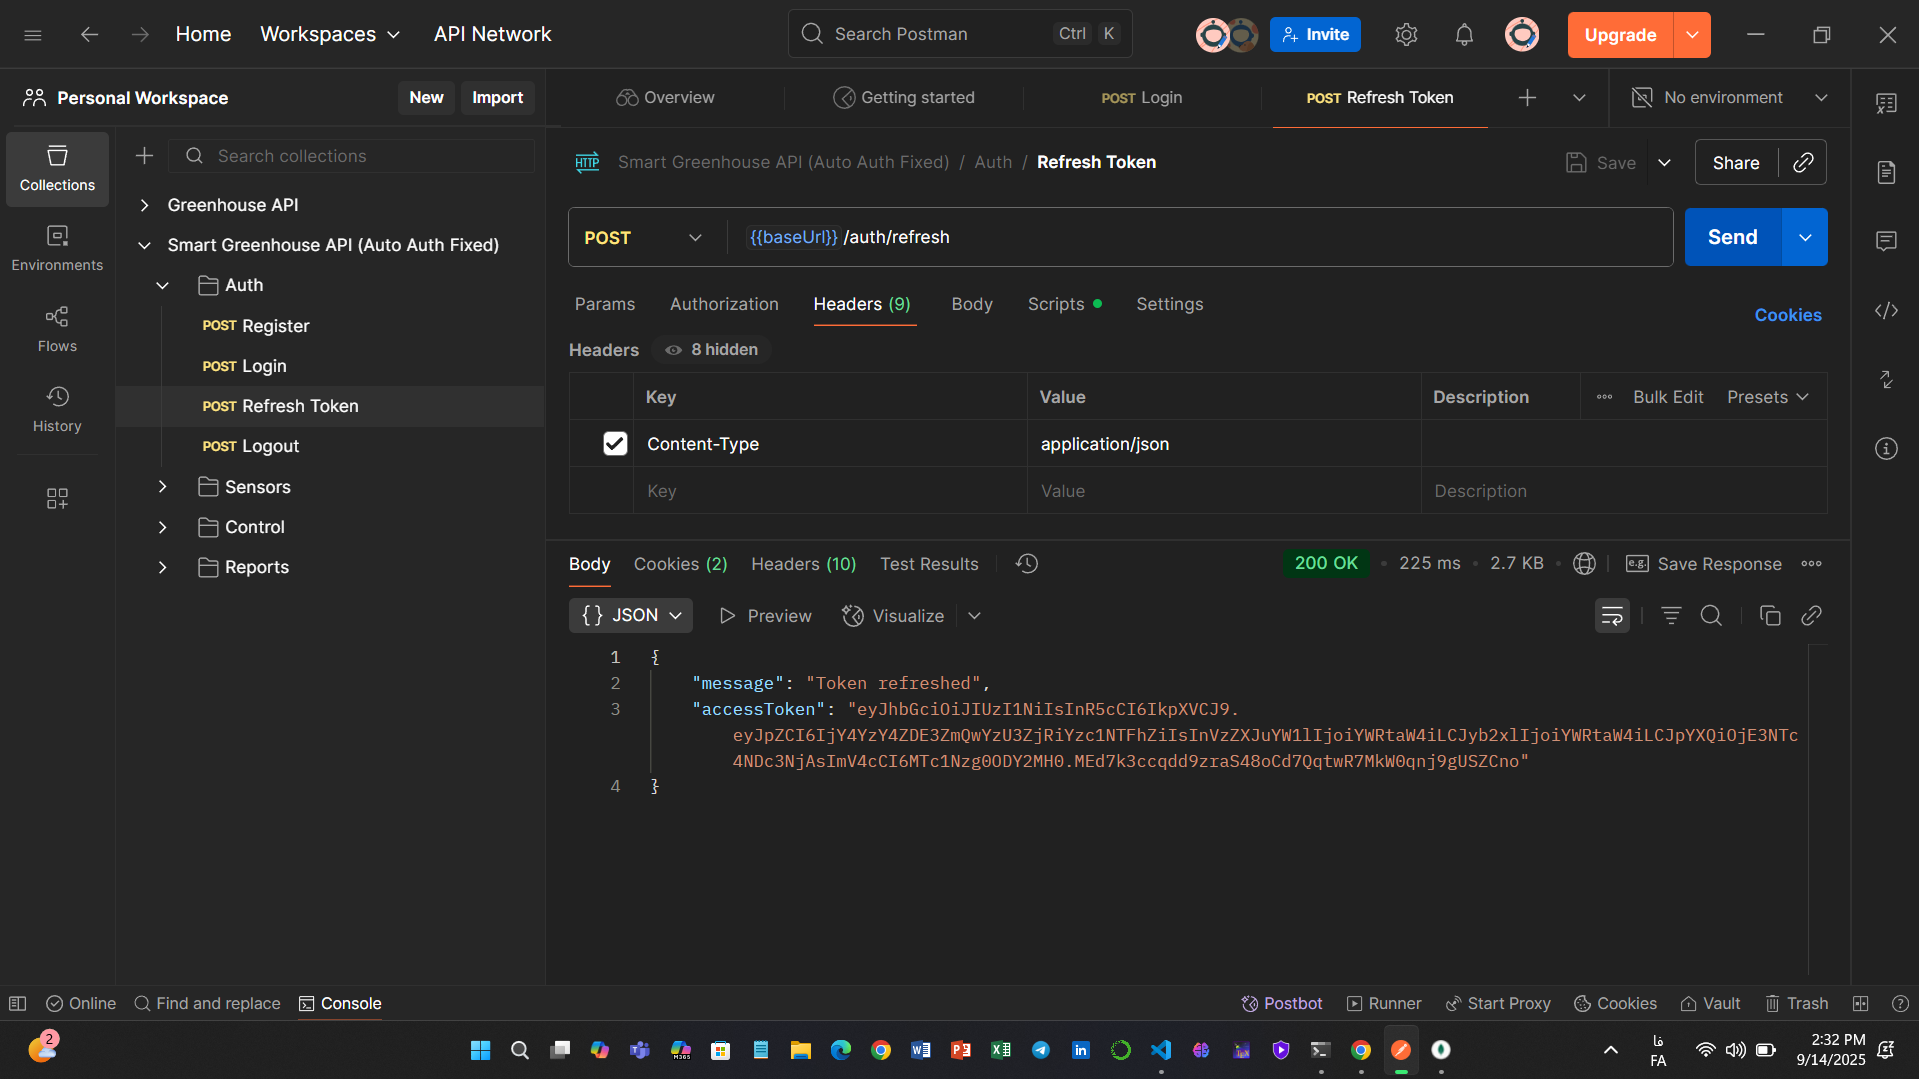 Home
Workspaces
API Network
Search Postman
Ctrl
K
Invite
Upgrade
Personal Workspace
New
Import
Overview
Getting started
POST Login
POST Refresh Token
No environment
Collections
Environments
Flows
History
Search collections
Greenhouse API
Smart Greenhouse API (Auto Auth Fixed)
Auth
POST Register
POST Login
POST Refresh Token
POST Logout
Sensors
Control
Reports
HTTP
Smart Greenhouse API (Auto Auth Fixed) / Auth / Refresh Token
Save
Share
POST
{{baseUrl}} /auth/refresh
Send
Params
Authorization
Headers (9)
Body
Scripts
Settings
Cookies
Headers
8 hidden
Key
Value
Description
Bulk Edit
Presets
Content-Type
application/json
Key
Value
Description
Body
Cookies (2)
Headers (10)
Test Results
200 OK
225 ms
2.7 KB
e.g.
Save Response
{} JSON
Preview
Visualize
1 {
2 "message": "Token refreshed",
3 "accessToken": "eyJhbGciOiJIUzI1NiIsInR5cCI6IkpXVCJ9.
eyJpZCI6IjY4YzY4ZDE3ZmQwYzU3ZjRiYzc1NTFhZiIsInVzZXJuYW1lIjoiYWRtaW4iLCJyb2xlIjoiYWRtaW4iLCJpYXQiOjE3NTc
4NDc3NjAsImV4cCI6MTc1Nzg0ODY2MH0.MEd7k3ccqdd9zraS48oCd7QqtwR7MkW0qnj9gUSZCno"
4 }
Online
Find and replace
Console
Postbot
Runner
Start Proxy
Cookies
Vault
Trash
2
M365
فا
FA
2:32 PM
9/14/2025